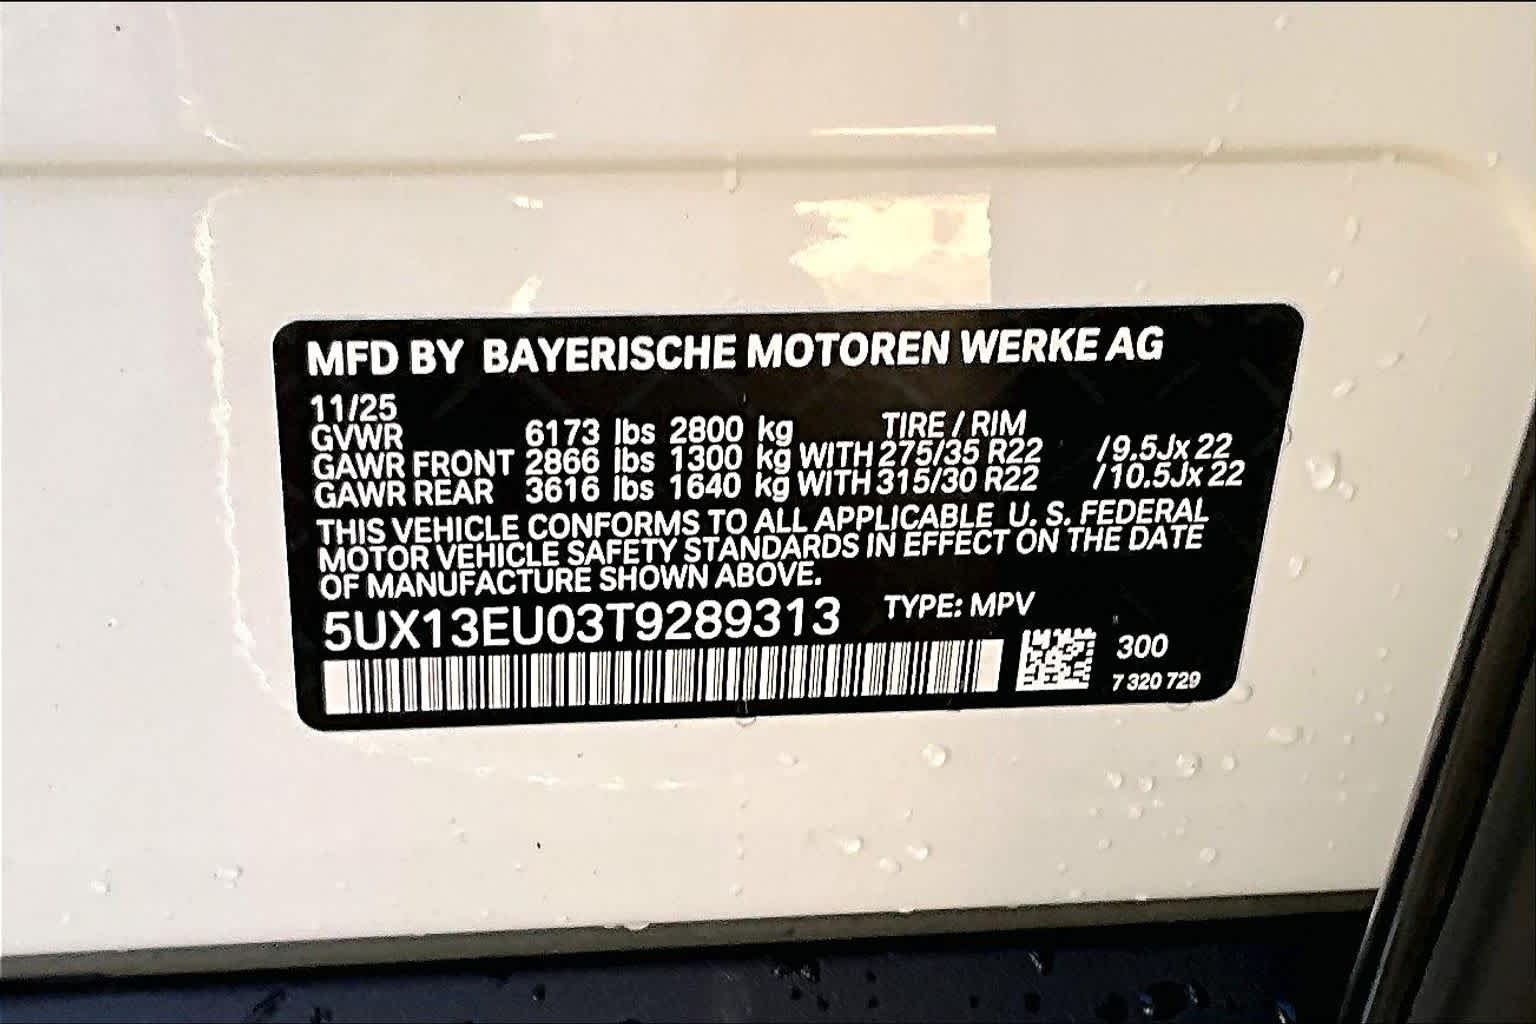 MFD BY BAYERISCHE MOTOREN WERKE AG
11/25 TIRE / RIM
GVWR 6173 lbs 2800 kg
GAWR FRONT 2866 lbs 1300 kg WITH 275/35 R22 /9.5Jx 22
GAWR REAR 3616 lbs 1640 kg WITH 315/30 R22 /10.5Jx 22
THIS VEHICLE CONFORMS TO ALL APPLICABLE U. S. FEDERAL
MOTOR VEHICLE SAFETY STANDARDS IN EFFECT ON THE DATE
OF MANUFACTURE SHOWN ABOVE.
5UX13EU03T9289313 TYPE: MPV
300
7 320 729